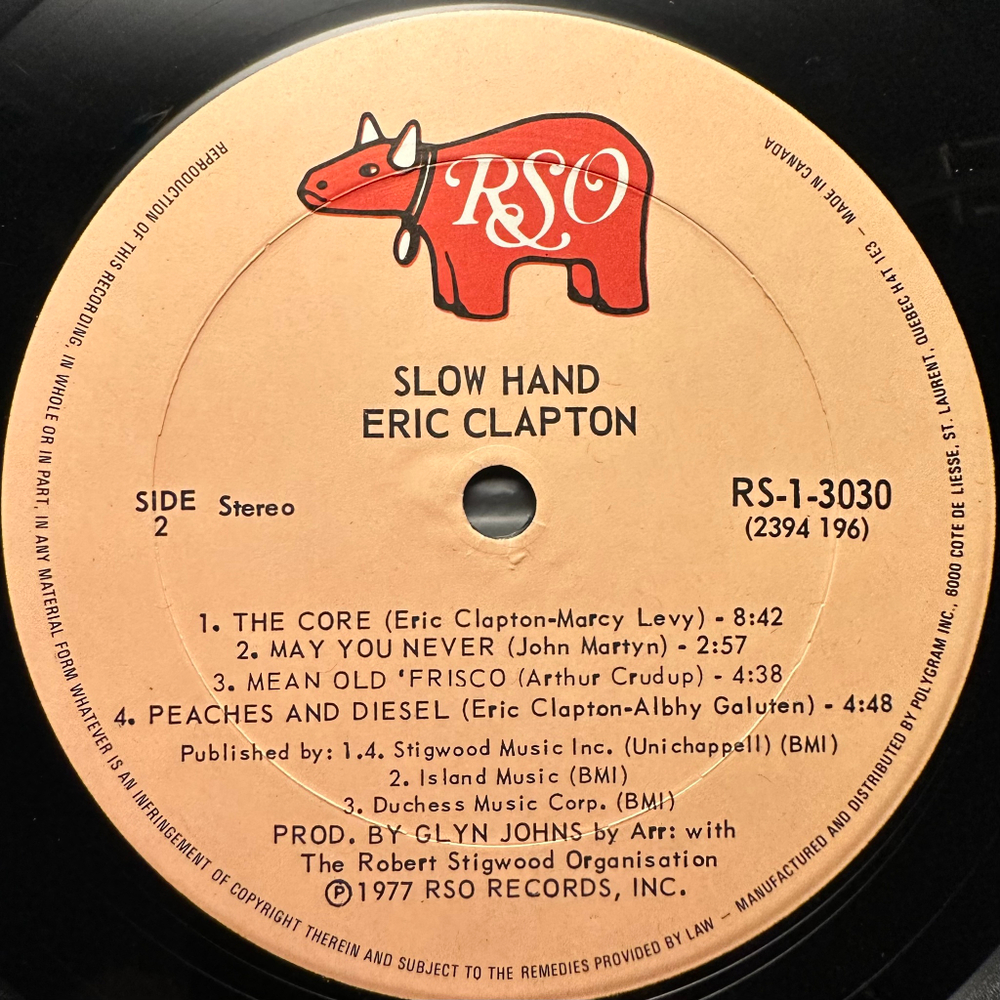 RSO
SLOW HAND
ERIC CLAPTON
SIDE 2 Stereo
RS-1-3030
(2394 196)
1. THE CORE (Eric Clapton-Marcy Levy) - 8:42
2. MAY YOU NEVER (John Martyn) - 2:57
3. MEAN OLD 'FRISCO (Arthur Crudup) - 4:38
4. PEACHES AND DIESEL (Eric Clapton-Albhy Galuten) - 4:48
Published by: 1.4. Stigwood Music Inc. (Unichappell) (BMI)
2. Island Music (BMI)
3. Duchess Music Corp. (BMI)
PROD. BY GLYN JOHNS by Arr: with
The Robert Stigwood Organisation
℗ 1977 RSO RECORDS, INC.
REPRODUCTION OF THIS RECORDING, IN WHOLE OR IN PART, IN ANY MATERIAL FORM WHATEVER IS AN INFRINGEMENT OF COPYRIGHT THEREIN AND SUBJECT TO THE REMEDIES PROVIDED BY LAW – MANUFACTURED AND DISTRIBUTED BY POLYGRAM INC., 8000 COTE DE LIESSE, ST. LAURENT, QUEBEC H4T 1E3 – MADE IN CANADA